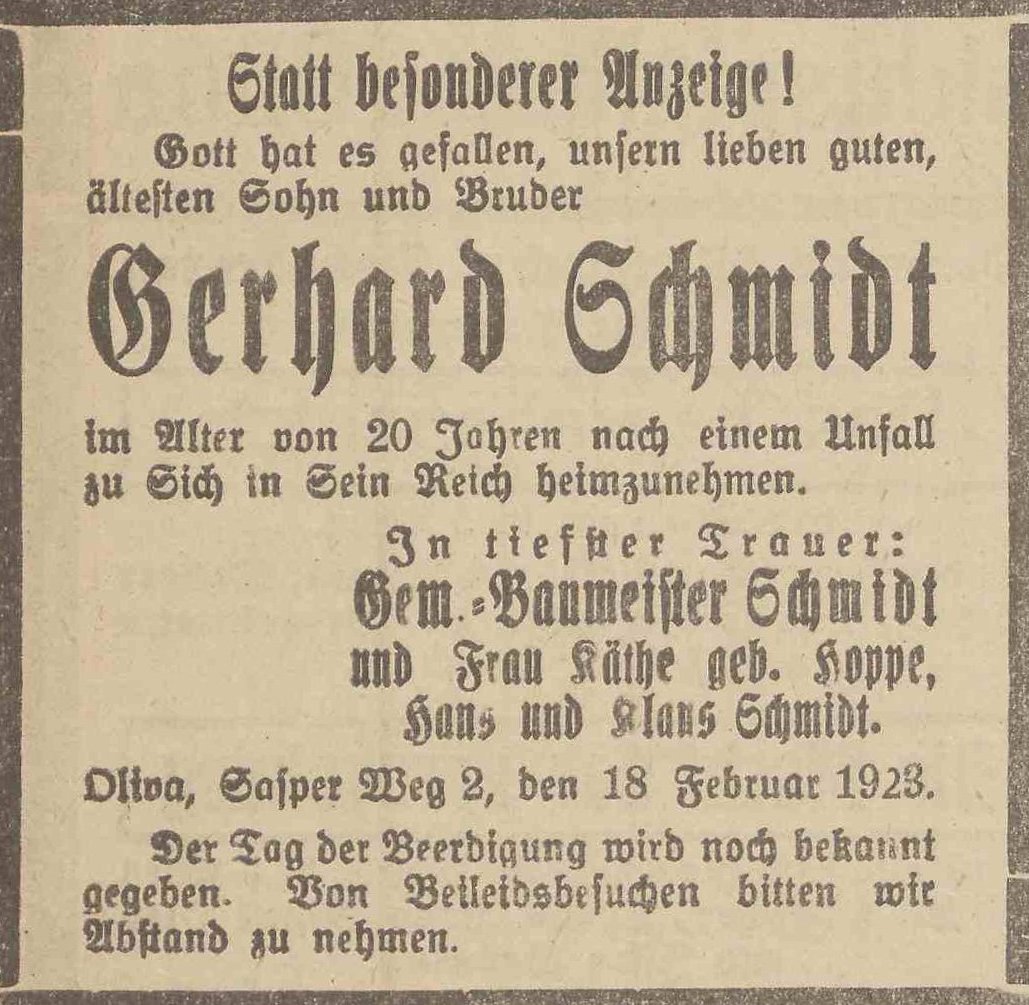 Statt besonderer Anzeige!
Gott hat es gefallen, unsern lieben guten,
ältesten Sohn und Bruder
Gerhard Schmidt
im Alter von 20 Jahren nach einem Unfall
zu Sich in Sein Reich heimzunehmen.
In tiefster Trauer:
Gem.-Baumeister Schmidt
und Frau Käthe geb. Hoppe,
Hans und Klaus Schmidt.
Oliva, Sasper Weg 2, den 18 Februar 1923.
Der Tag der Beerdigung wird noch bekannt
gegeben. Von Beileidsbesuchen bitten wir
Abstand zu nehmen.